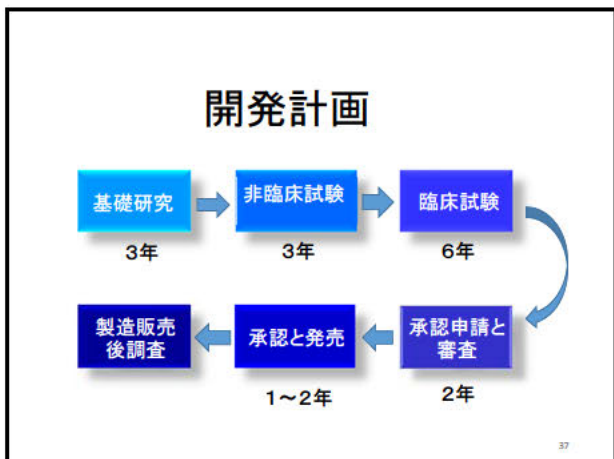 開発計画
基礎研究
3年
非臨床試験
3年
臨床試験
6年
承認申請と
審査
2年
承認と発売
1～2年
製造販売
後調査
37